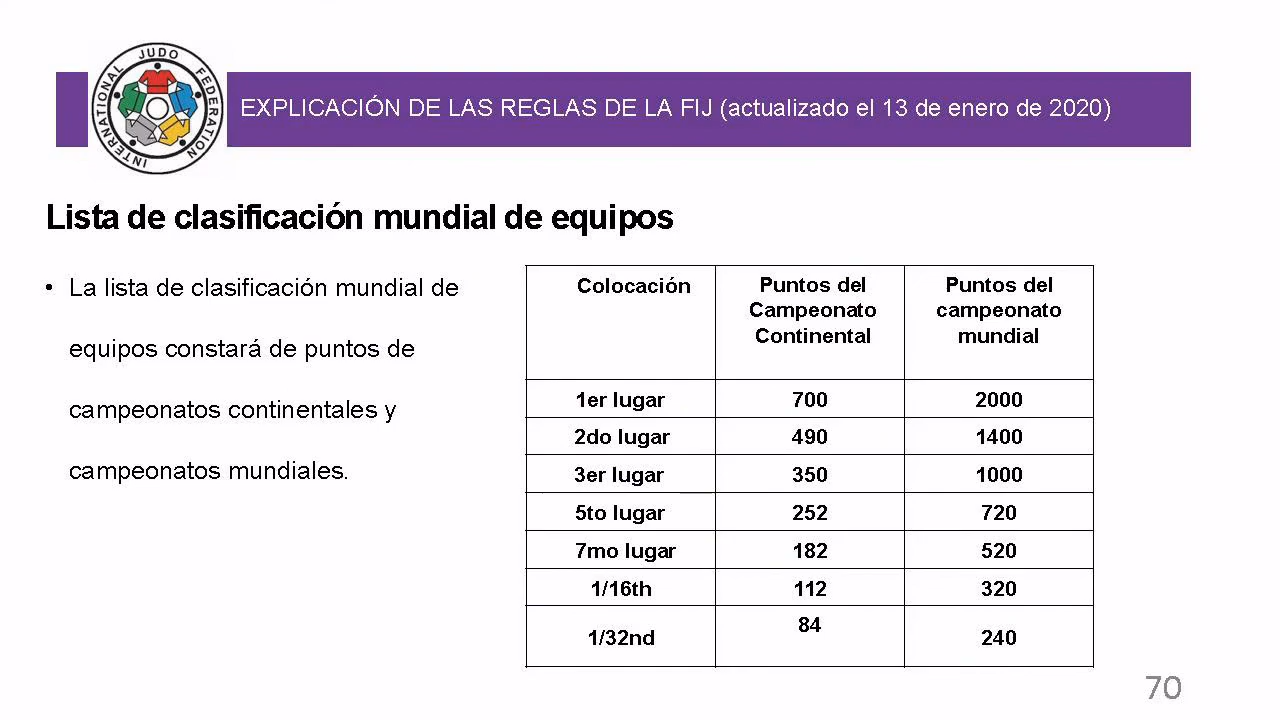 INTERNATIONAL JUDO FEDERATION
EXPLICACIÓN DE LAS REGLAS DE LA FIJ (actualizado el 13 de enero de 2020)
Lista de clasificación mundial de equipos
• La lista de clasificación mundial de
equipos constará de puntos de
campeonatos continentales y
campeonatos mundiales.
Colocación Puntos del Campeonato Continental Puntos del campeonato mundial
1er lugar 700 2000
2do lugar 490 1400
3er lugar 350 1000
5to lugar 252 720
7mo lugar 182 520
1/16th 112 320
1/32nd 84 240
70